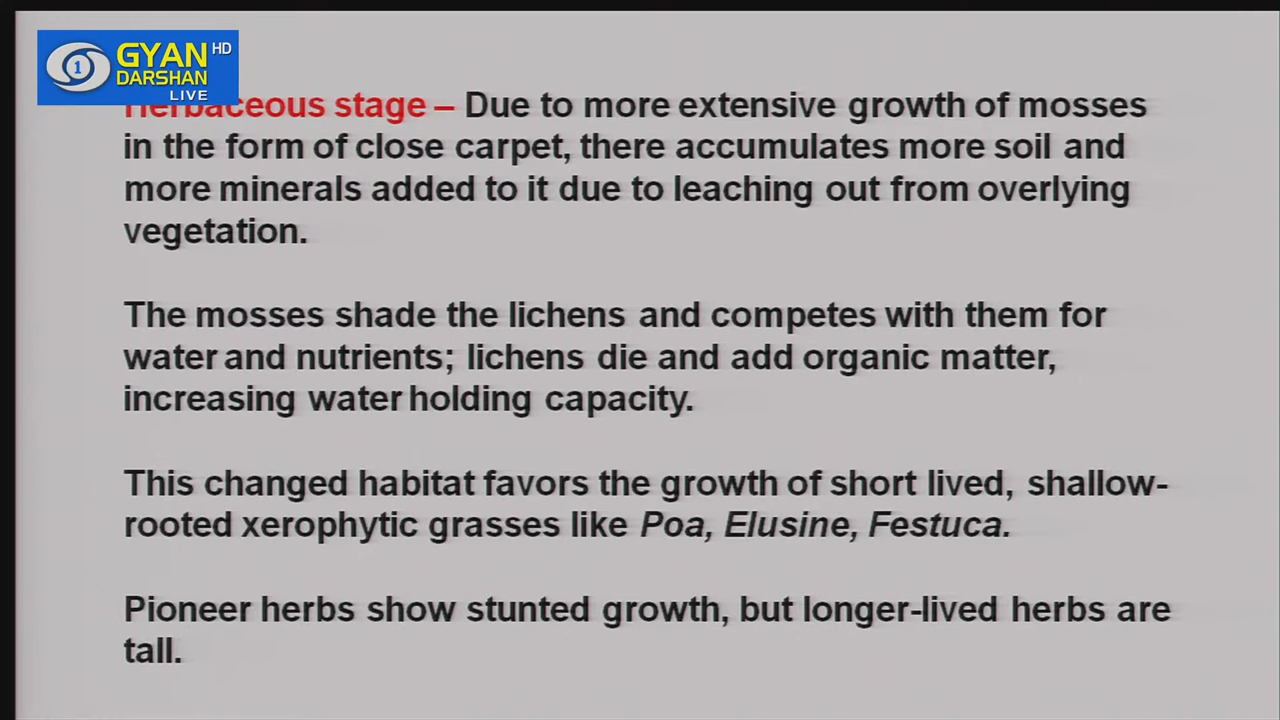 GYAN HD
DARSHAN
LIVE
1
Herbaceous stage – Due to more extensive growth of mosses
in the form of close carpet, there accumulates more soil and
more minerals added to it due to leaching out from overlying
vegetation.
The mosses shade the lichens and competes with them for
water and nutrients; lichens die and add organic matter,
increasing water holding capacity.
This changed habitat favors the growth of short lived, shallow-
rooted xerophytic grasses like Poa, Elusine, Festuca.
Pioneer herbs show stunted growth, but longer-lived herbs are
tall.